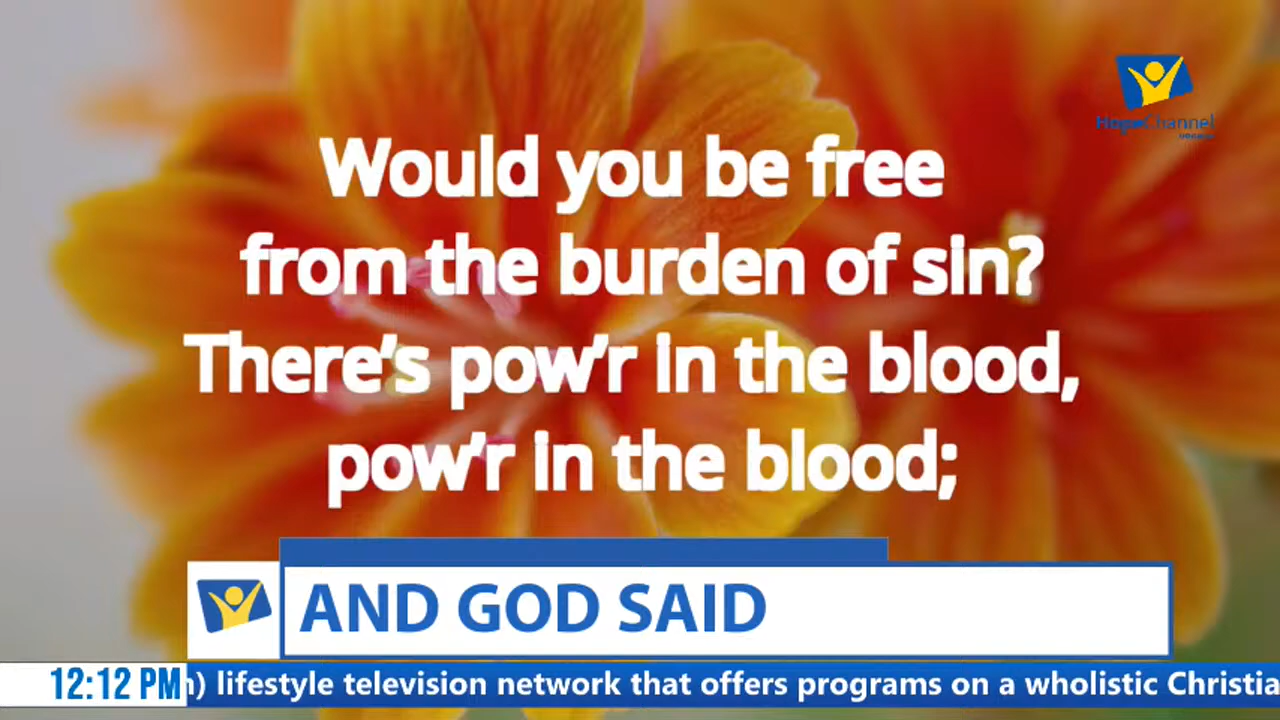 HopeChannel
Would you be free
from the burden of sin?
There's pow'r in the blood,
pow'r in the blood;
AND GOD SAID
12:12 PM
) lifestyle television network that offers programs on a wholistic Christia